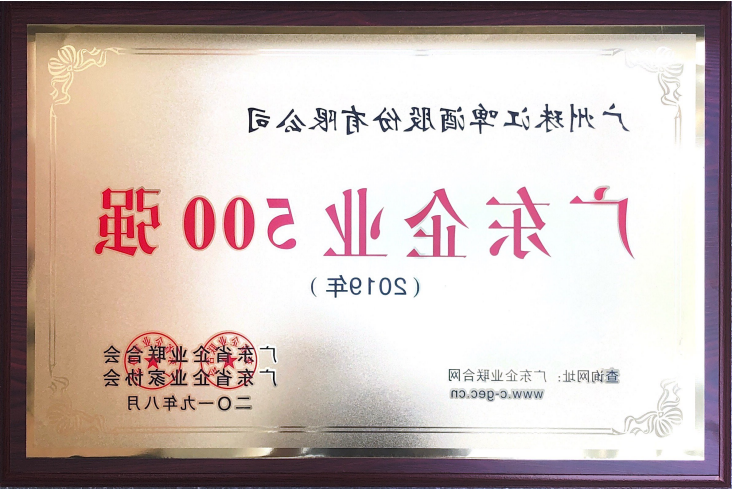 广州珠江啤酒股份有限公司
广东企业500强
（2019年）
查询网址：广东企业联合网
www.c-gec.cn
广东省企业联合会
广东省企业家协会
二〇一九年八月